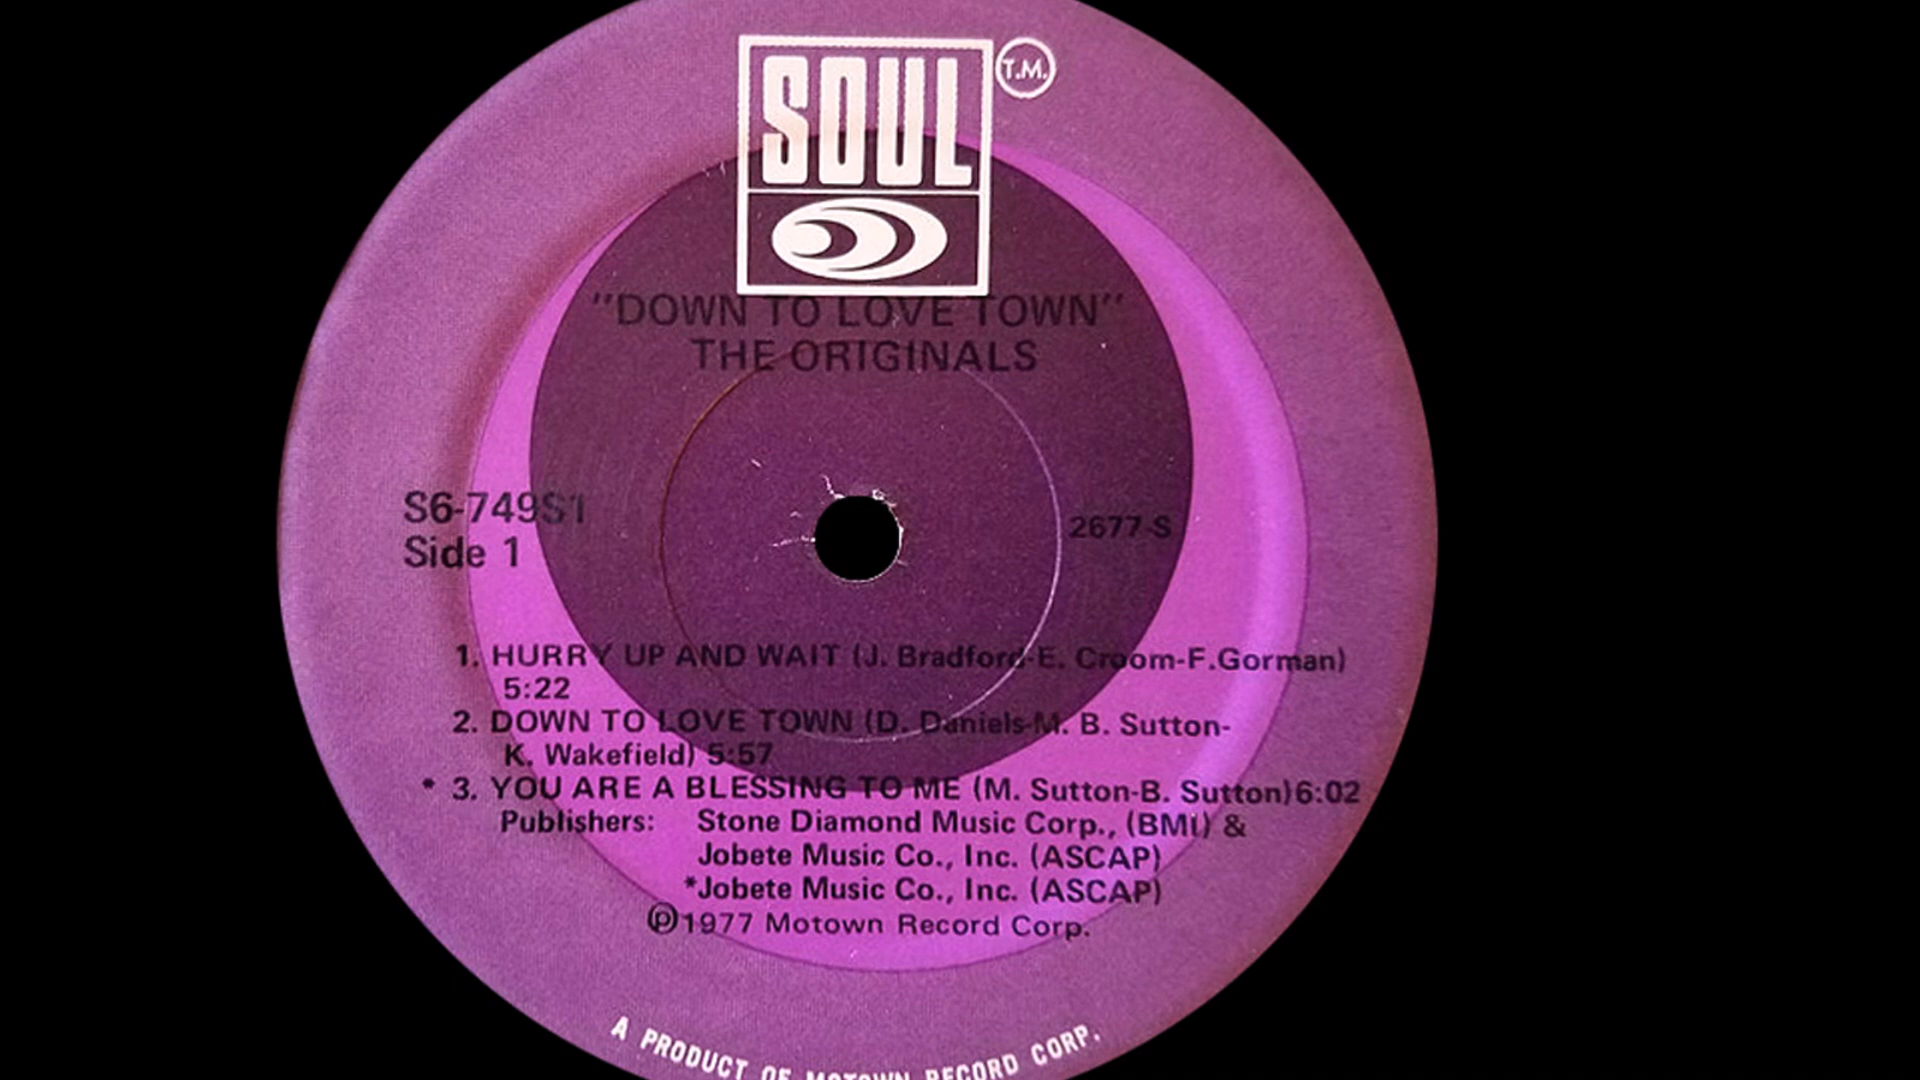 SOUL
T.M.
"DOWN TO LOVE TOWN"
THE ORIGINALS
S6-749S1
Side 1
2677-S
1. HURRY UP AND WAIT (J. Bradford-E. Croom-F.Gorman)
5:22
2. DOWN TO LOVE TOWN (D. Daniels-M. B. Sutton-
K. Wakefield) 5:57
* 3. YOU ARE A BLESSING TO ME (M. Sutton-B. Sutton)6:02
Publishers: Stone Diamond Music Corp., (BMI) &
Jobete Music Co., Inc. (ASCAP)
*Jobete Music Co., Inc. (ASCAP)
℗1977 Motown Record Corp.
A PRODUCT OF MOTOWN RECORD CORP.